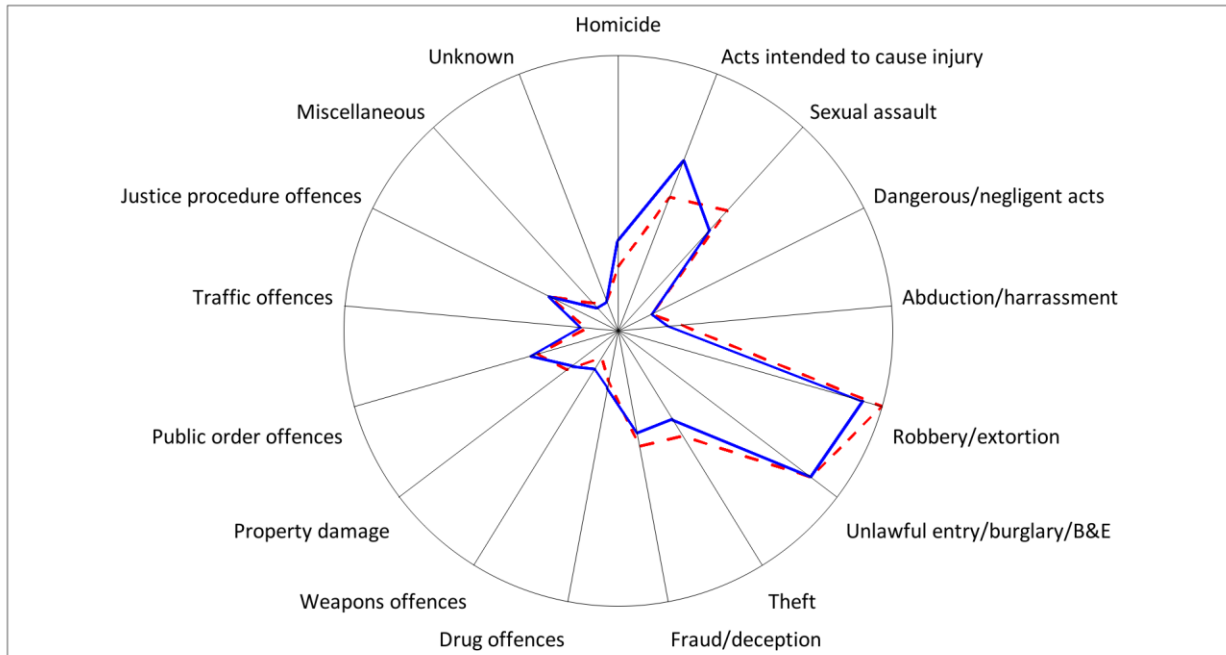 Homicide
Acts intended to cause injury
Sexual assault
Dangerous/negligent acts
Abduction/harrassment
Robbery/extortion
Unlawful entry/burglary/B&E
Theft
Fraud/deception
Drug offences
Weapons offences
Property damage
Public order offences
Traffic offences
Justice procedure offences
Miscellaneous
Unknown